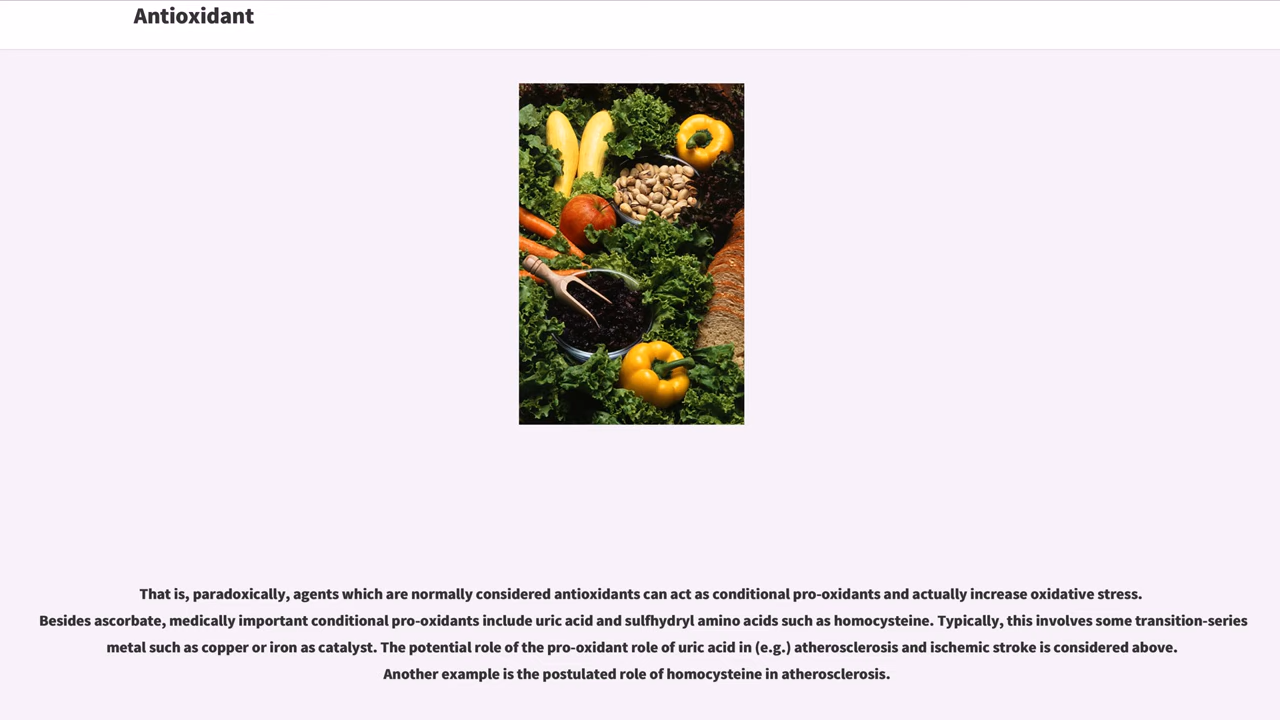 Antioxidant
That is, paradoxically, agents which are normally considered antioxidants can act as conditional pro-oxidants and actually increase oxidative stress.
Besides ascorbate, medically important conditional pro-oxidants include uric acid and sulfhydryl amino acids such as homocysteine. Typically, this involves some transition-series
metal such as copper or iron as catalyst. The potential role of the pro-oxidant role of uric acid in (e.g.) atherosclerosis and ischemic stroke is considered above.
Another example is the postulated role of homocysteine in atherosclerosis.